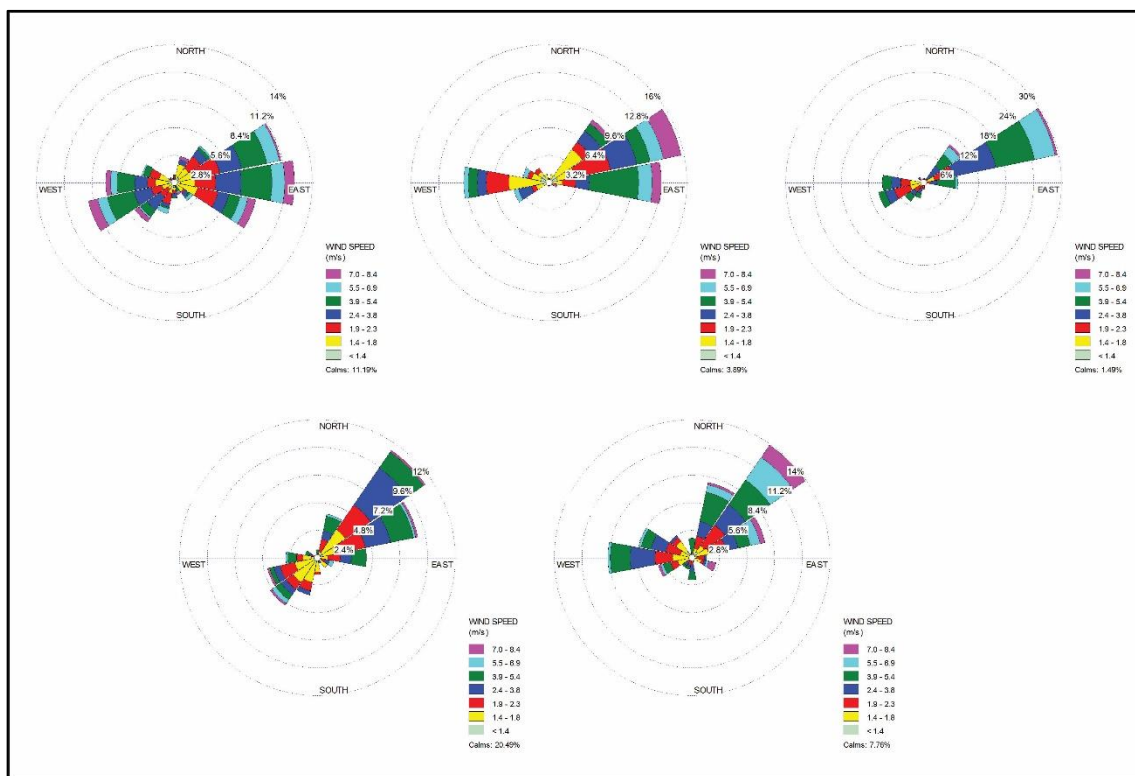 NORTH
14%
11.2%
8.4%
5.6%
2.8%
WEST
EAST
SOUTH
WIND SPEED
(m/s)
7.0 - 8.4
5.5 - 6.9
3.9 - 5.4
2.4 - 3.8
1.9 - 2.3
1.4 - 1.8
< 1.4
Calms: 11.19%
NORTH
16%
12.8%
9.6%
6.4%
3.2%
WEST
EAST
SOUTH
WIND SPEED
(m/s)
7.0 - 8.4
5.5 - 6.9
3.9 - 5.4
2.4 - 3.8
1.9 - 2.3
1.4 - 1.8
< 1.4
Calms: 3.89%
NORTH
30%
24%
18%
12%
6%
WEST
EAST
SOUTH
WIND SPEED
(m/s)
7.0 - 8.4
5.5 - 6.9
3.9 - 5.4
2.4 - 3.8
1.9 - 2.3
1.4 - 1.8
< 1.4
Calms: 1.49%
NORTH
12%
9.6%
7.2%
4.8%
2.4%
WEST
EAST
SOUTH
WIND SPEED
(m/s)
7.0 - 8.4
5.5 - 6.9
3.9 - 5.4
2.4 - 3.8
1.9 - 2.3
1.4 - 1.8
< 1.4
Calms: 20.49%
NORTH
14%
11.2%
8.4%
5.6%
2.8%
WEST
EAST
SOUTH
WIND SPEED
(m/s)
7.0 - 8.4
5.5 - 6.9
3.9 - 5.4
2.4 - 3.8
1.9 - 2.3
1.4 - 1.8
< 1.4
Calms: 7.76%